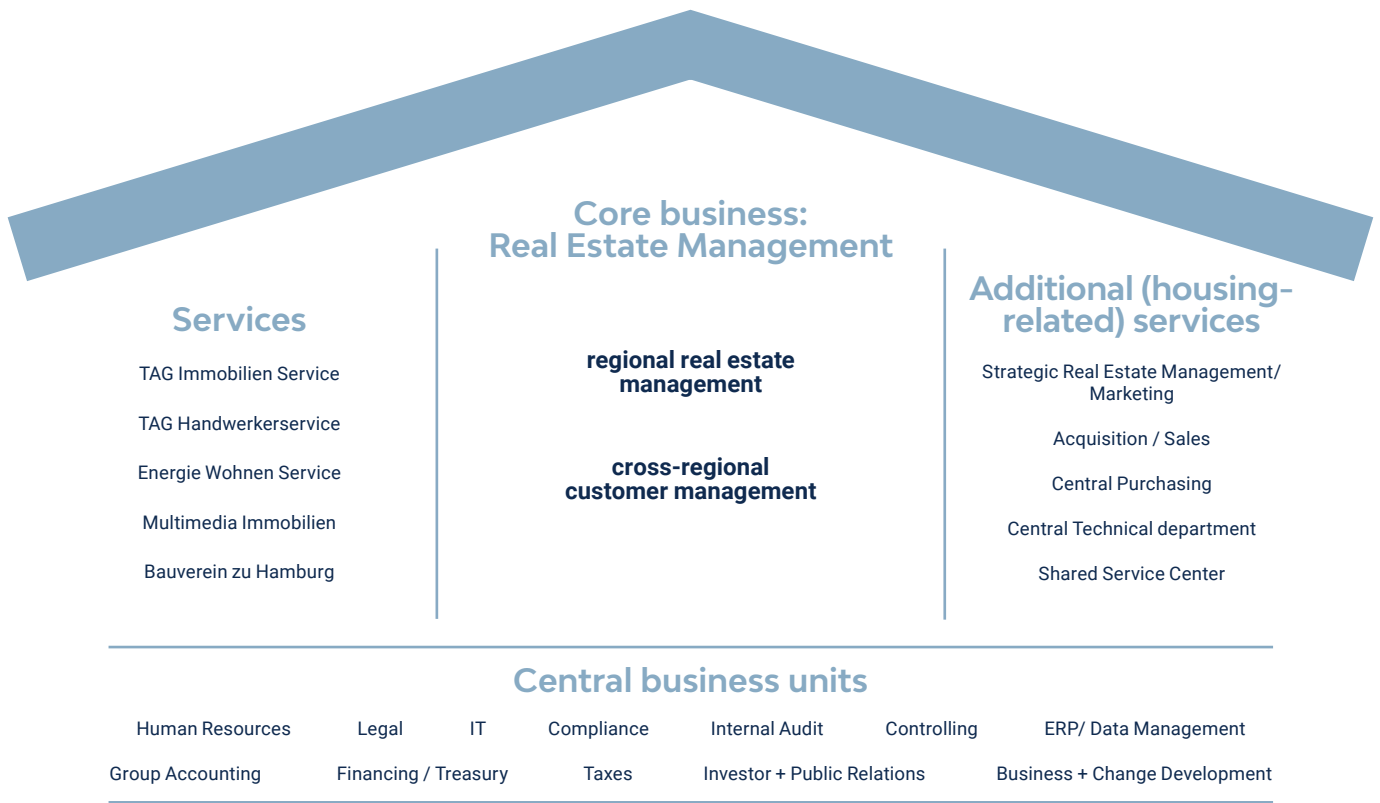 Core business:
Real Estate Management
Services
TAG Immobilien Service
TAG Handwerkerservice
Energie Wohnen Service
Multimedia Immobilien
Bauverein zu Hamburg
regional real estate
management
cross-regional
customer management
Additional (housing-
related) services
Strategic Real Estate Management/
Marketing
Acquisition / Sales
Central Purchasing
Central Technical department
Shared Service Center
Central business units
Human Resources Legal IT Compliance Internal Audit Controlling ERP/ Data Management
Group Accounting Financing / Treasury Taxes Investor + Public Relations Business + Change Development